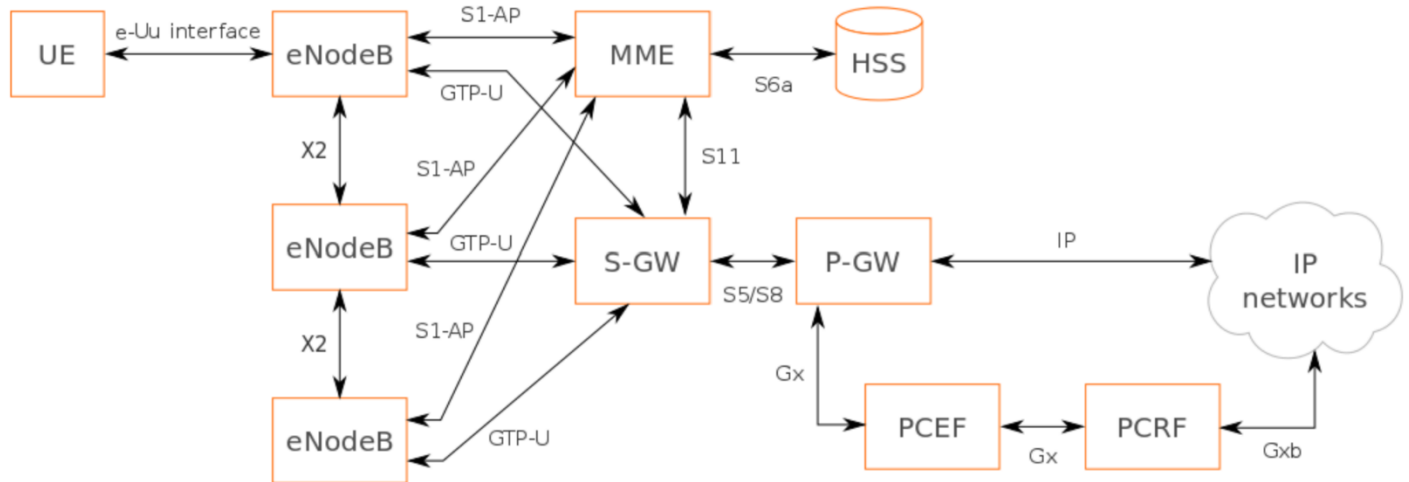 S1-AP
UE
e-Uu interface
eNodeB
MME
HSS
GTP-U
S6a
X2
S1-AP
S11
eNodeB
GTP-U
S-GW
S5/S8
P-GW
IP
IP
networks
X2
S1-AP
Gx
eNodeB
GTP-U
PCEF
Gx
PCRF
Gxb